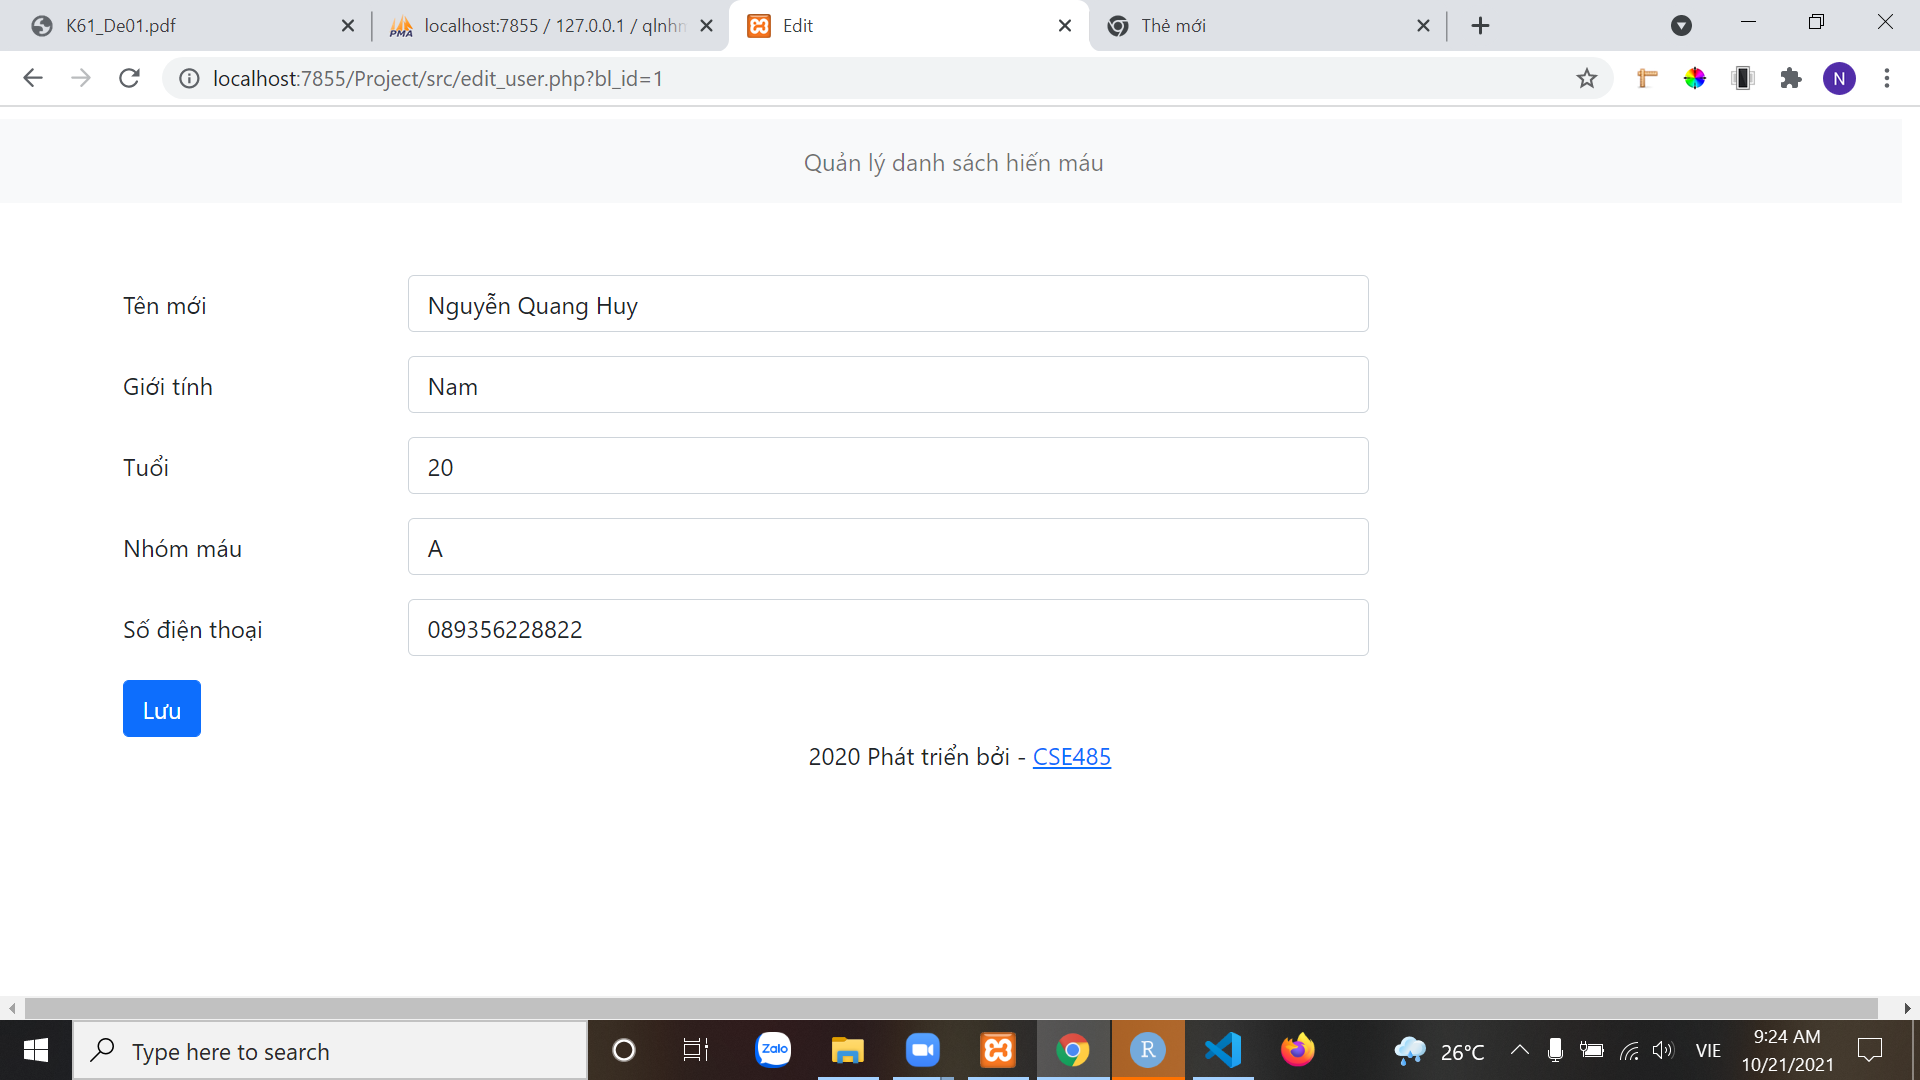 K61_De01.pdf
localhost:7855 / 127.0.0.1 / qlnhn
Edit
Thẻ mới
localhost:7855/Project/src/edit_user.php?bl_id=1
N
Quản lý danh sách hiến máu
Tên mới
Nguyễn Quang Huy
Giới tính
Nam
Tuổi
20
Nhóm máu
A
Số điện thoại
089356228822
Lưu
2020 Phát triển bởi - CSE485
Type here to search
Zalo
R
26°C
VIE
9:24 AM
10/21/2021
PMA